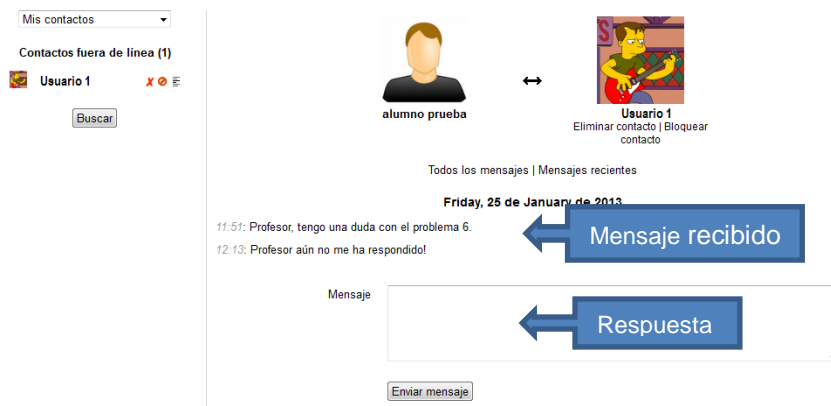 Mis contactos
Contactos fuera de línea (1)
Usuario 1
Buscar
alumno prueba
Usuario 1
Eliminar contacto | Bloquear
contacto
Todos los mensajes | Mensajes recientes
Friday, 25 de January de 2013
11:51: Profesor, tengo una duda con el problema 6.
12:13: Profesor aún no me ha respondido!
Mensaje recibido
Mensaje
Respuesta
Enviar mensaje